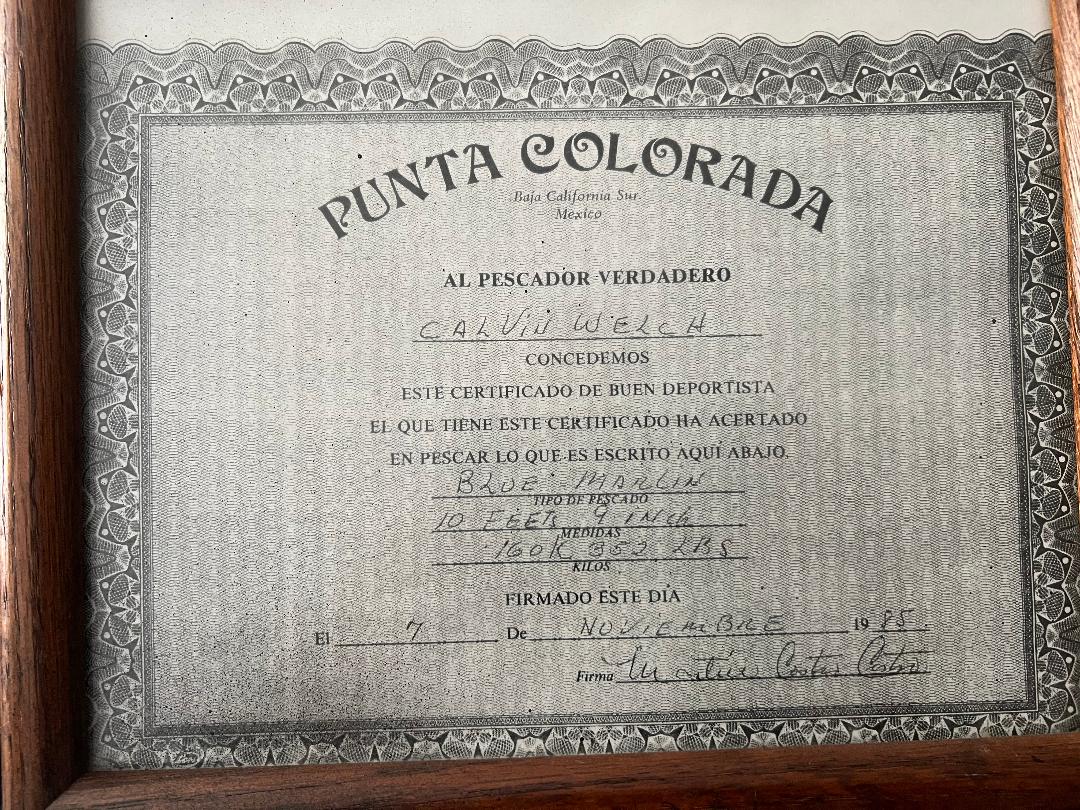 PUNTA COLORADA
Baja California Sur
Mexico
AL PESCADOR VERDADERO
CALVIN WELCH
CONCEDEMOS
ESTE CERTIFICADO DE BUEN DEPORTISTA
EL QUE TIENE ESTE CERTIFICADO HA ACERTADO
EN PESCAR LO QUE ES ESCRITO AQUI ABAJO.
BLUE MARLIN
TIPO DE PESCADO
10 FEET 9 INCH
MEDIDAS
160K 352 LBS
KILOS
FIRMADO ESTE DIA
El 7 De NOVIEMBRE 1985.
Firma